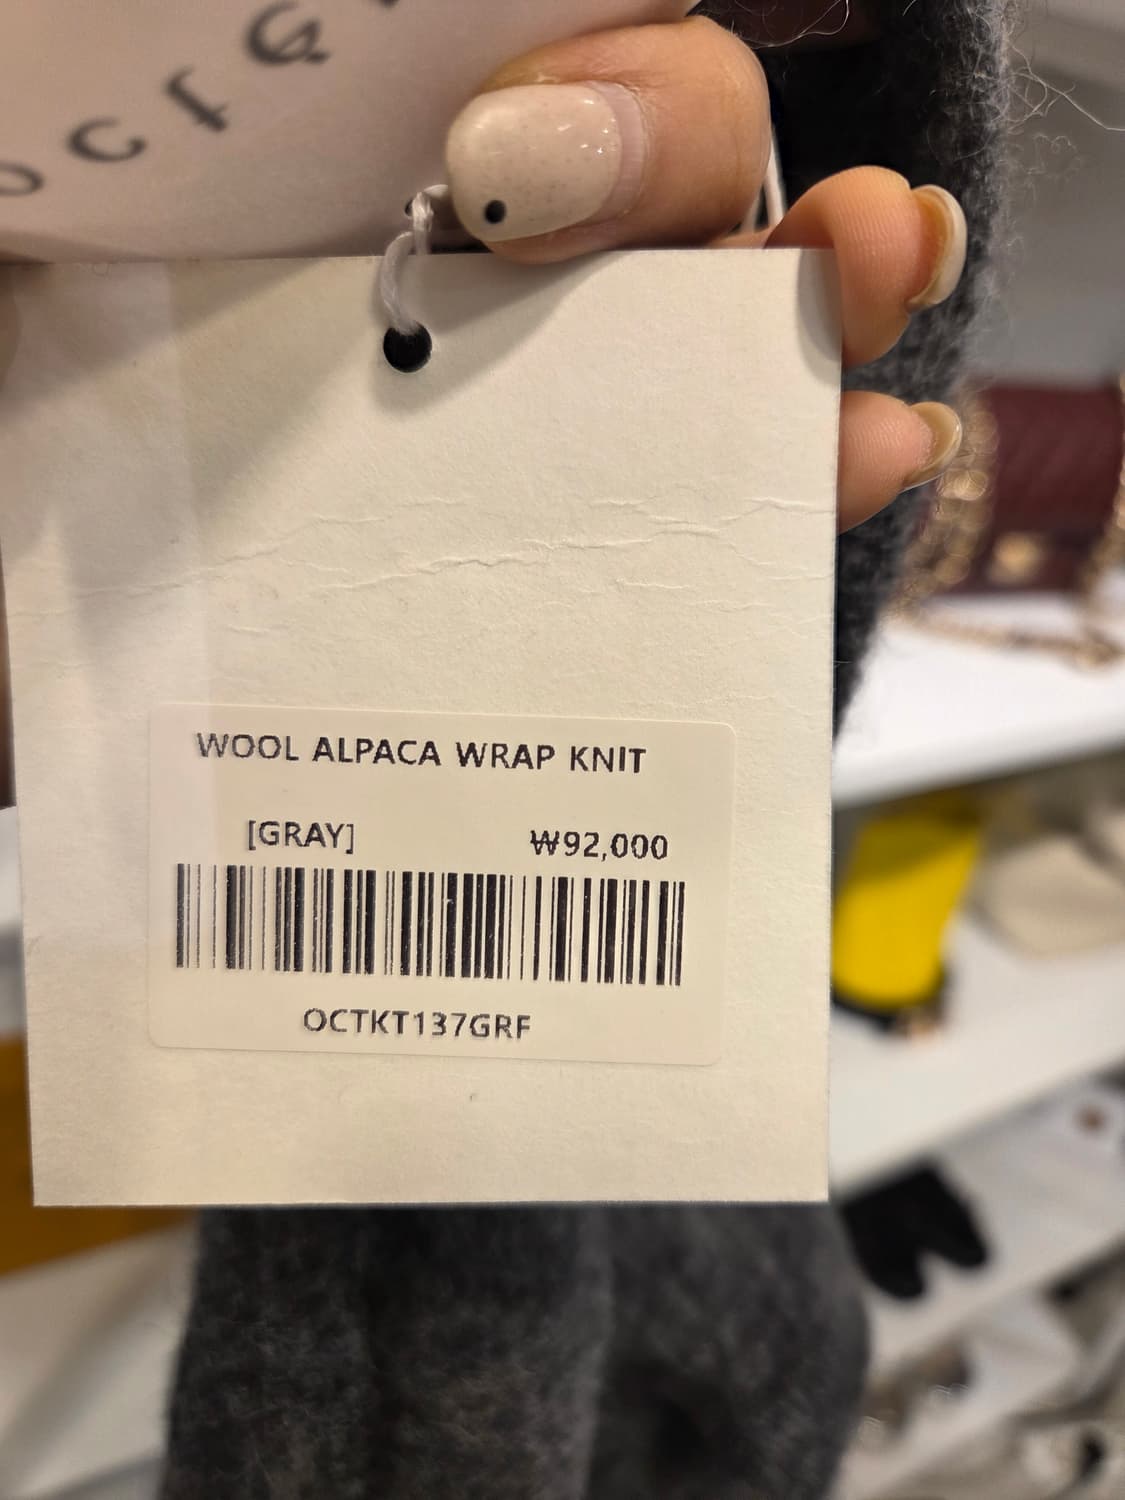 WOOL ALPACA WRAP KNIT
[GRAY] ₩92,000
OCTKT137GRF